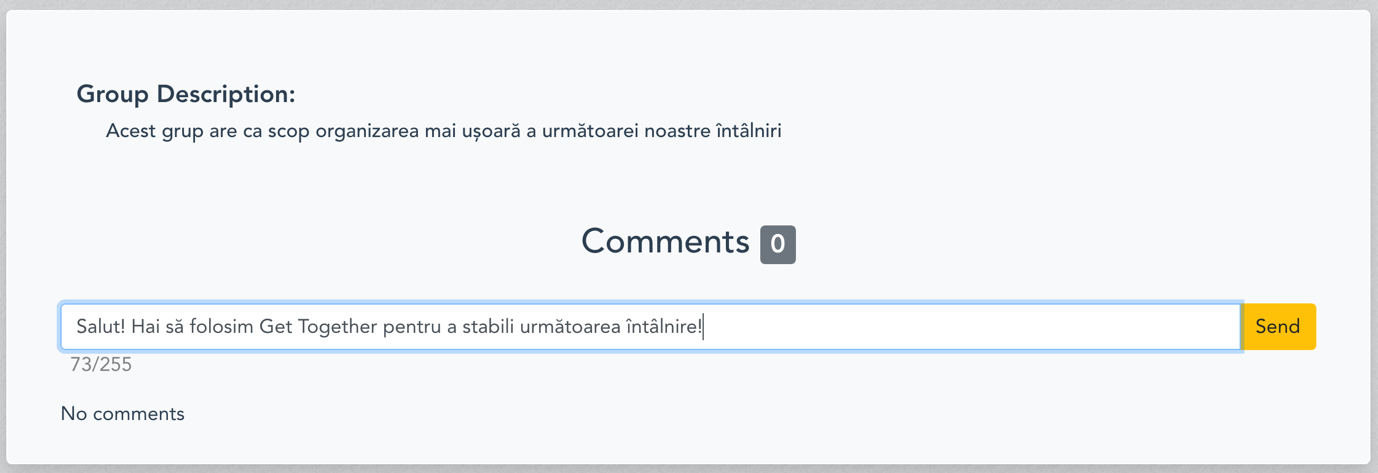 Group Description:
Acest grup are ca scop organizarea mai ușoară a următoarei noastre întâlniri
Comments 0
Salut! Hai să folosim Get Together pentru a stabili următoarea întâlnire!
Send
73/255
No comments